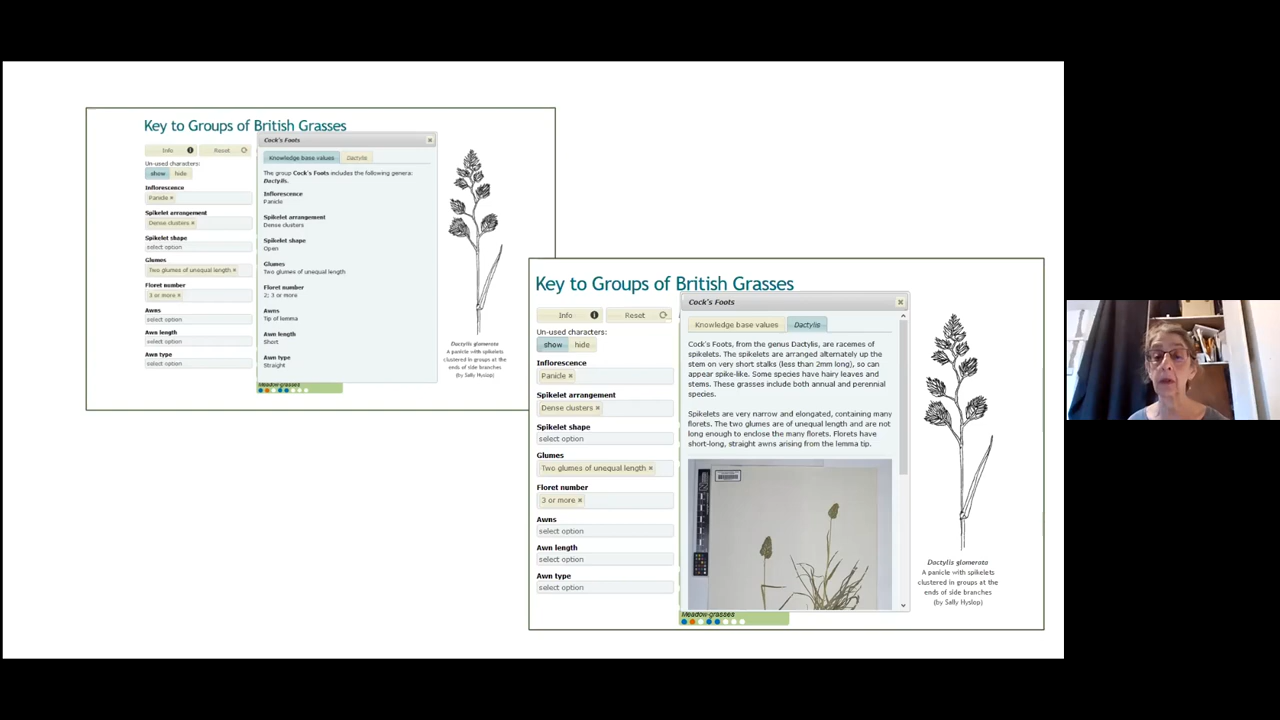 Key to Groups of British Grasses
Info
Reset
Un-used characters:
show hide
Inflorescence
Panicle ×
Spikelet arrangement
Dense clusters ×
Spikelet shape
select option
Glumes
Two glumes of unequal length ×
Floret number
3 or more ×
Awns
select option
Awn length
select option
Awn type
select option
Cock's Foots
Knowledge base values Dactylis
The group Cock's Foots includes the following genera:
Dactylis.
Inflorescence
Panicle
Spikelet arrangement
Dense clusters
Spikelet shape
Open
Glumes
Two glumes of unequal length
Floret number
2; 3 or more
Awns
Tip of lemma
Awn length
Short
Awn type
Straight
Meadow-grasses
Dactylis glomerata
A panicle with spikelets
clustered in groups at the
ends of side branches
(by Sally Hyslop)
Key to Groups of British Grasses
Info
Reset
Un-used characters:
show hide
Inflorescence
Panicle ×
Spikelet arrangement
Dense clusters ×
Spikelet shape
select option
Glumes
Two glumes of unequal length ×
Floret number
3 or more ×
Awns
select option
Awn length
select option
Awn type
select option
Cock's Foots
Knowledge base values Dactylis
Cock's Foots, from the genus Dactylis, are racemes of
spikelets. The spikelets are arranged alternately up the
stem on very short stalks (less than 2mm long), so can
appear spike-like. Some species have hairy leaves and
stems. These grasses include both annual and perennial
species.
Spikelets are very narrow and elongated, containing many
florets. The two glumes are of unequal length and are not
long enough to enclose the many florets. Florets have
short-long, straight awns arising from the lemma tip.
Meadow-grasses
Dactylis glomerata
A panicle with spikelets
clustered in groups at the
ends of side branches
(by Sally Hyslop)